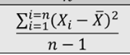 ∑_{i=1}^{i=n}(X_i - X̄)²
n - 1